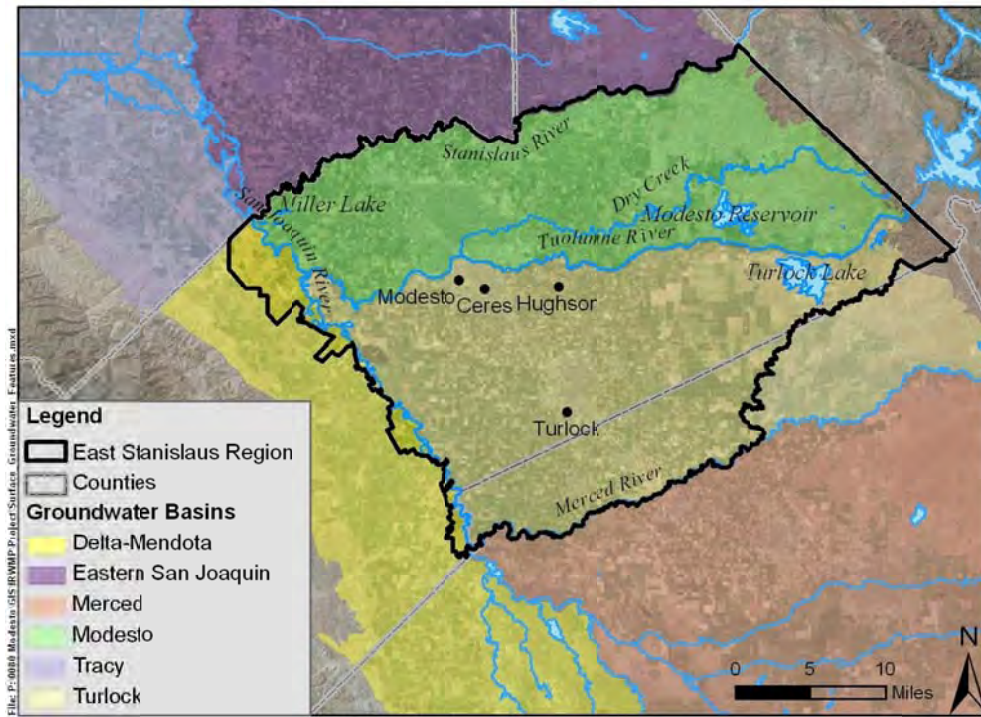 Stanislaus River
San Joaquin River
Miller Lake
Dry Creek
Modesto Reservoir
Tuolumne River
Turlock Lake
Modesto
Ceres
Hughsor
Turlock
Merced River
Legend
East Stanislaus Region
Counties
Groundwater Basins
Delta-Mendota
Eastern San Joaquin
Merced
Modesto
Tracy
Turlock
N
0 5 10
Miles